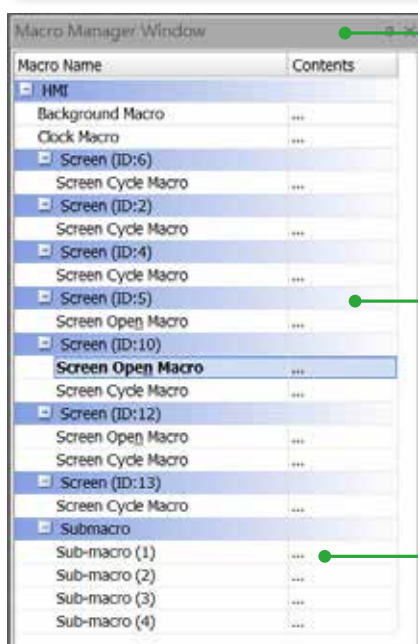 Macro Manager Window
Macro Name Contents
HMI
Background Macro ...
Clock Macro ...
Screen (ID:6)
Screen Cycle Macro ...
Screen (ID:2)
Screen Cycle Macro ...
Screen (ID:4)
Screen Cycle Macro ...
Screen (ID:5)
Screen Open Macro ...
Screen (ID:10)
Screen Open Macro ...
Screen Cycle Macro ...
Screen (ID:12)
Screen Open Macro ...
Screen Cycle Macro ...
Screen (ID:13)
Screen Cycle Macro ...
Submacro
Sub-macro (1) ...
Sub-macro (2) ...
Sub-macro (3) ...
Sub-macro (4) ...